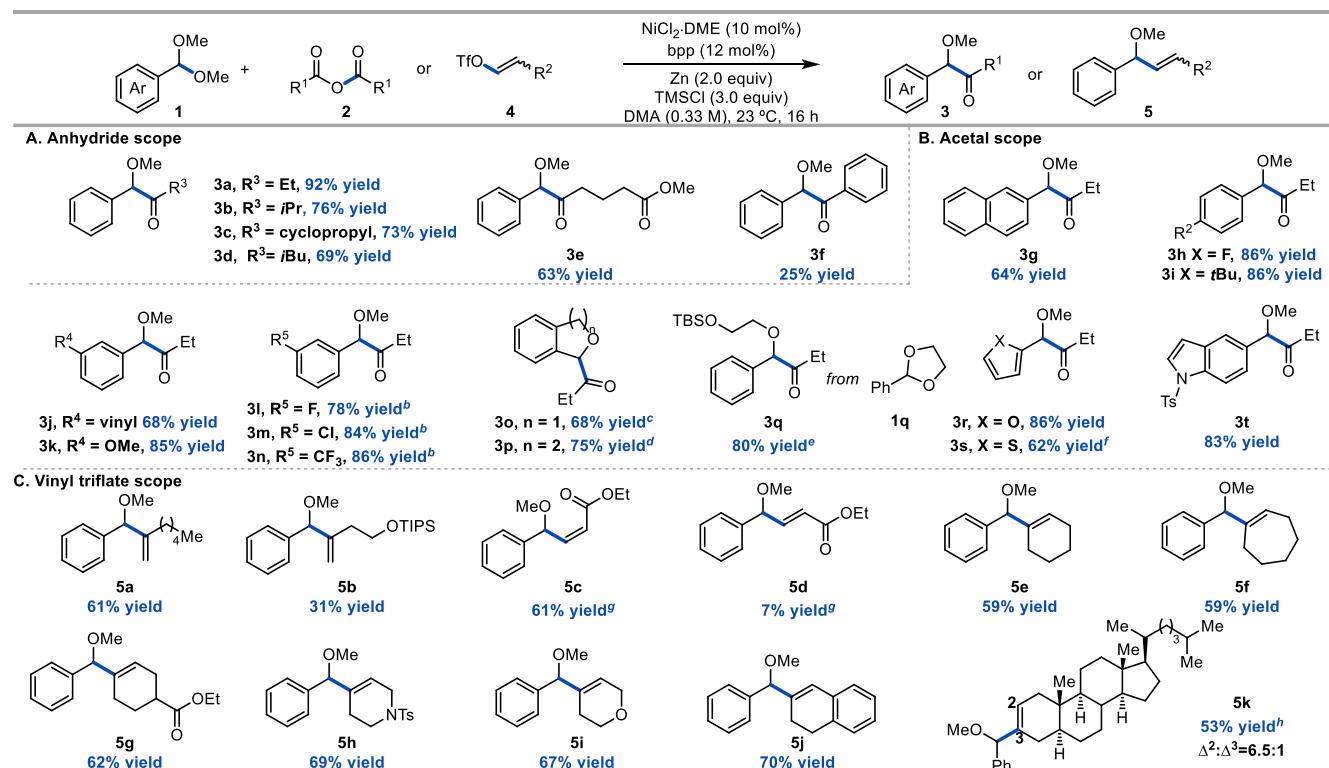 OMe
OMe
Ar
1
+
O
O
R¹
O
R¹
2
or
TfO
R²
4
NiCl₂·DME (10 mol%)
bpp (12 mol%)
Zn (2.0 equiv)
TMSCl (3.0 equiv)
DMA (0.33 M), 23 ºC, 16 h
OMe
R¹
Ar
O
3
or
OMe
R²
5
A. Anhydride scope
OMe
R³
O
3a, R³ = Et, 92% yield
3b, R³ = iPr, 76% yield
3c, R³ = cyclopropyl, 73% yield
3d, R³= iBu, 69% yield
OMe
O
OMe
O
3e
63% yield
OMe
O
3f
25% yield
B. Acetal scope
OMe
Et
O
3g
64% yield
OMe
Et
O
R²
3h X = F, 86% yield
3i X = tBu, 86% yield
R⁴
OMe
Et
O
3j, R⁴ = vinyl 68% yield
3k, R⁴ = OMe, 85% yield
R⁵
OMe
Et
O
3l, R⁵ = F, 78% yieldᵇ
3m, R⁵ = Cl, 84% yieldᵇ
3n, R⁵ = CF₃, 86% yieldᵇ
( )n
O
O
Et
3o, n = 1, 68% yieldᶜ
3p, n = 2, 75% yieldᵈ
TBSO
O
Et
O
3q
80% yieldᵉ
from
O
Ph
O
1q
OMe
X
Et
O
3r, X = O, 86% yield
3s, X = S, 62% yieldᶠ
OMe
Et
O
N
Ts
3t
83% yield
C. Vinyl triflate scope
OMe
( )4Me
5a
61% yield
OMe
OTIPS
5b
31% yield
OMe
O
OEt
5c
61% yieldᵍ
OMe
OEt
O
5d
7% yieldᵍ
OMe
5e
59% yield
OMe
5f
59% yield
OMe
OEt
O
5g
62% yield
OMe
NTs
5h
69% yield
OMe
O
5i
67% yield
OMe
5j
70% yield
Me
( )3
Me
Me
Me
Me
2
H
H
H
H
3
MeO
Ph
5k
53% yieldʰ
Δ²:Δ³=6.5:1